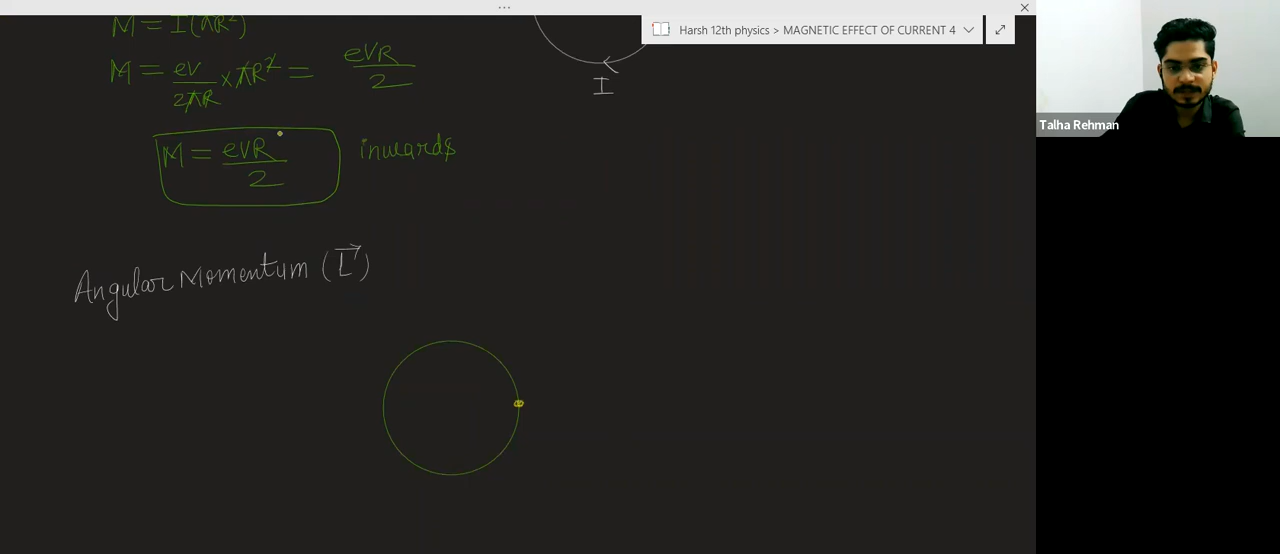 M = I(πR²)
Harsh 12th physics > MAGNETIC EFFECT OF CURRENT 4
M = ev/2πR × πR² = eVR/2
I
Talha Rehman
M = eVR/2 inwards
Angular Momentum (L⃗)